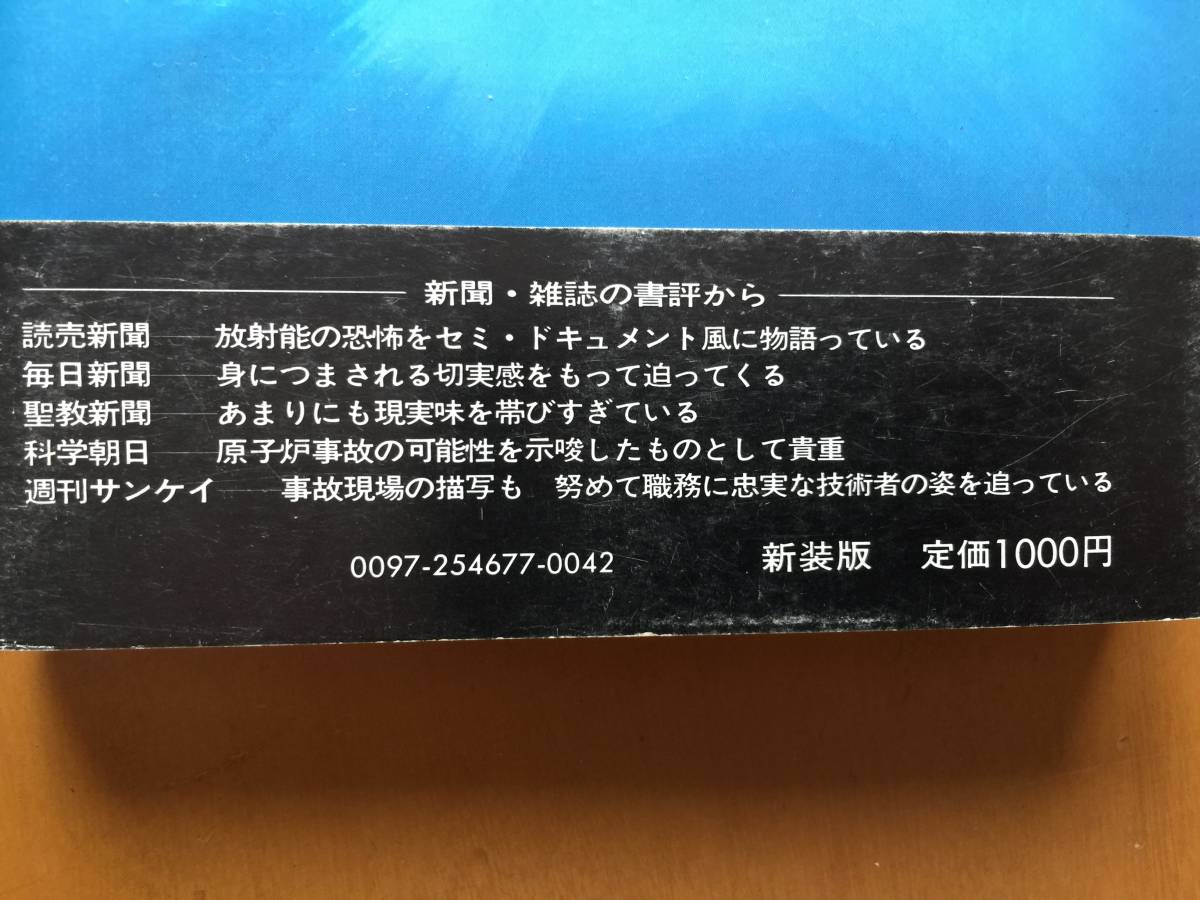 新聞・雑誌の書評から
読売新聞――放射能の恐怖をセミ・ドキュメント風に物語っている
毎日新聞――身につまされる切実感をもって迫ってくる
聖教新聞――あまりにも現実味を帯びすぎている
科学朝日――原子炉事故の可能性を示唆したものとして貴重
週刊サンケイ――事故現場の描写も 努めて職務に忠実な技術者の姿を追っている
0097-254677-0042 新装版 定価1000円